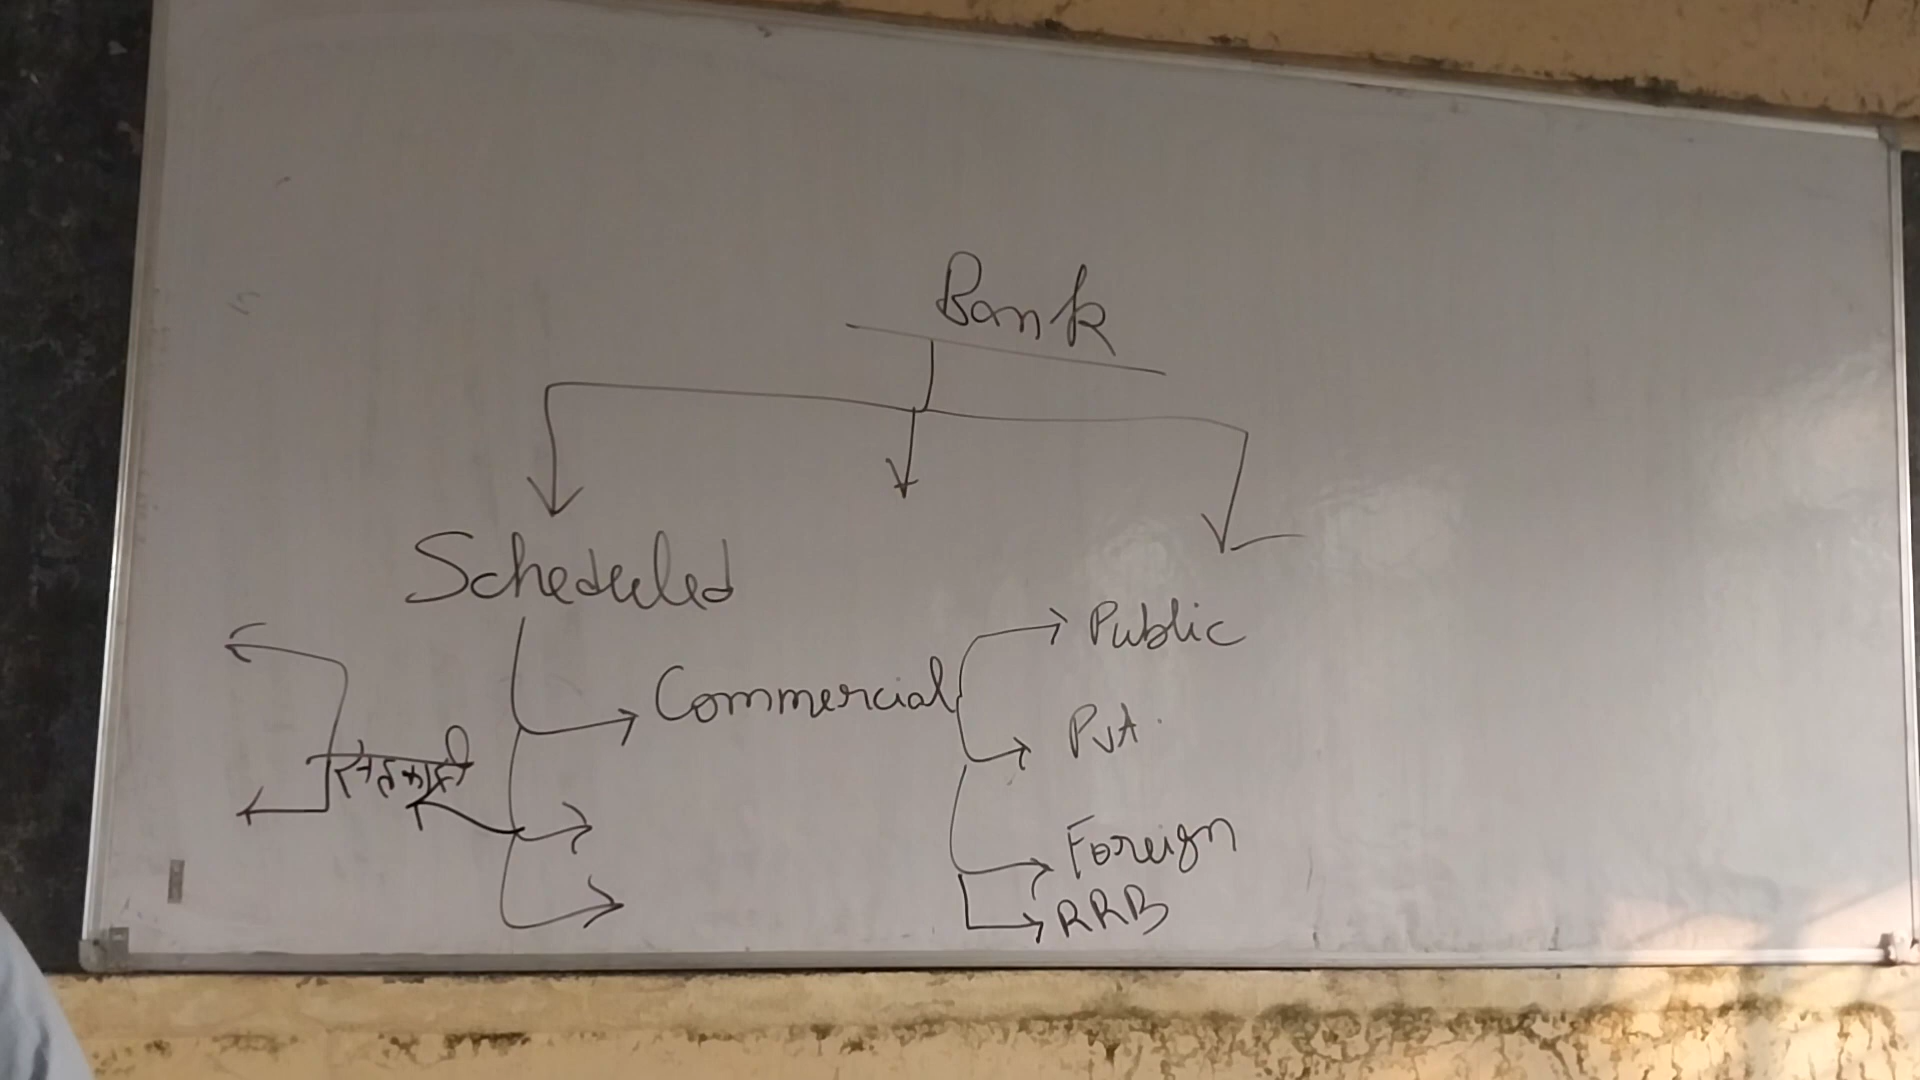 Bank
Scheduled
Commercial
Public
Pvt.
सहकारी
Foreign
RRB